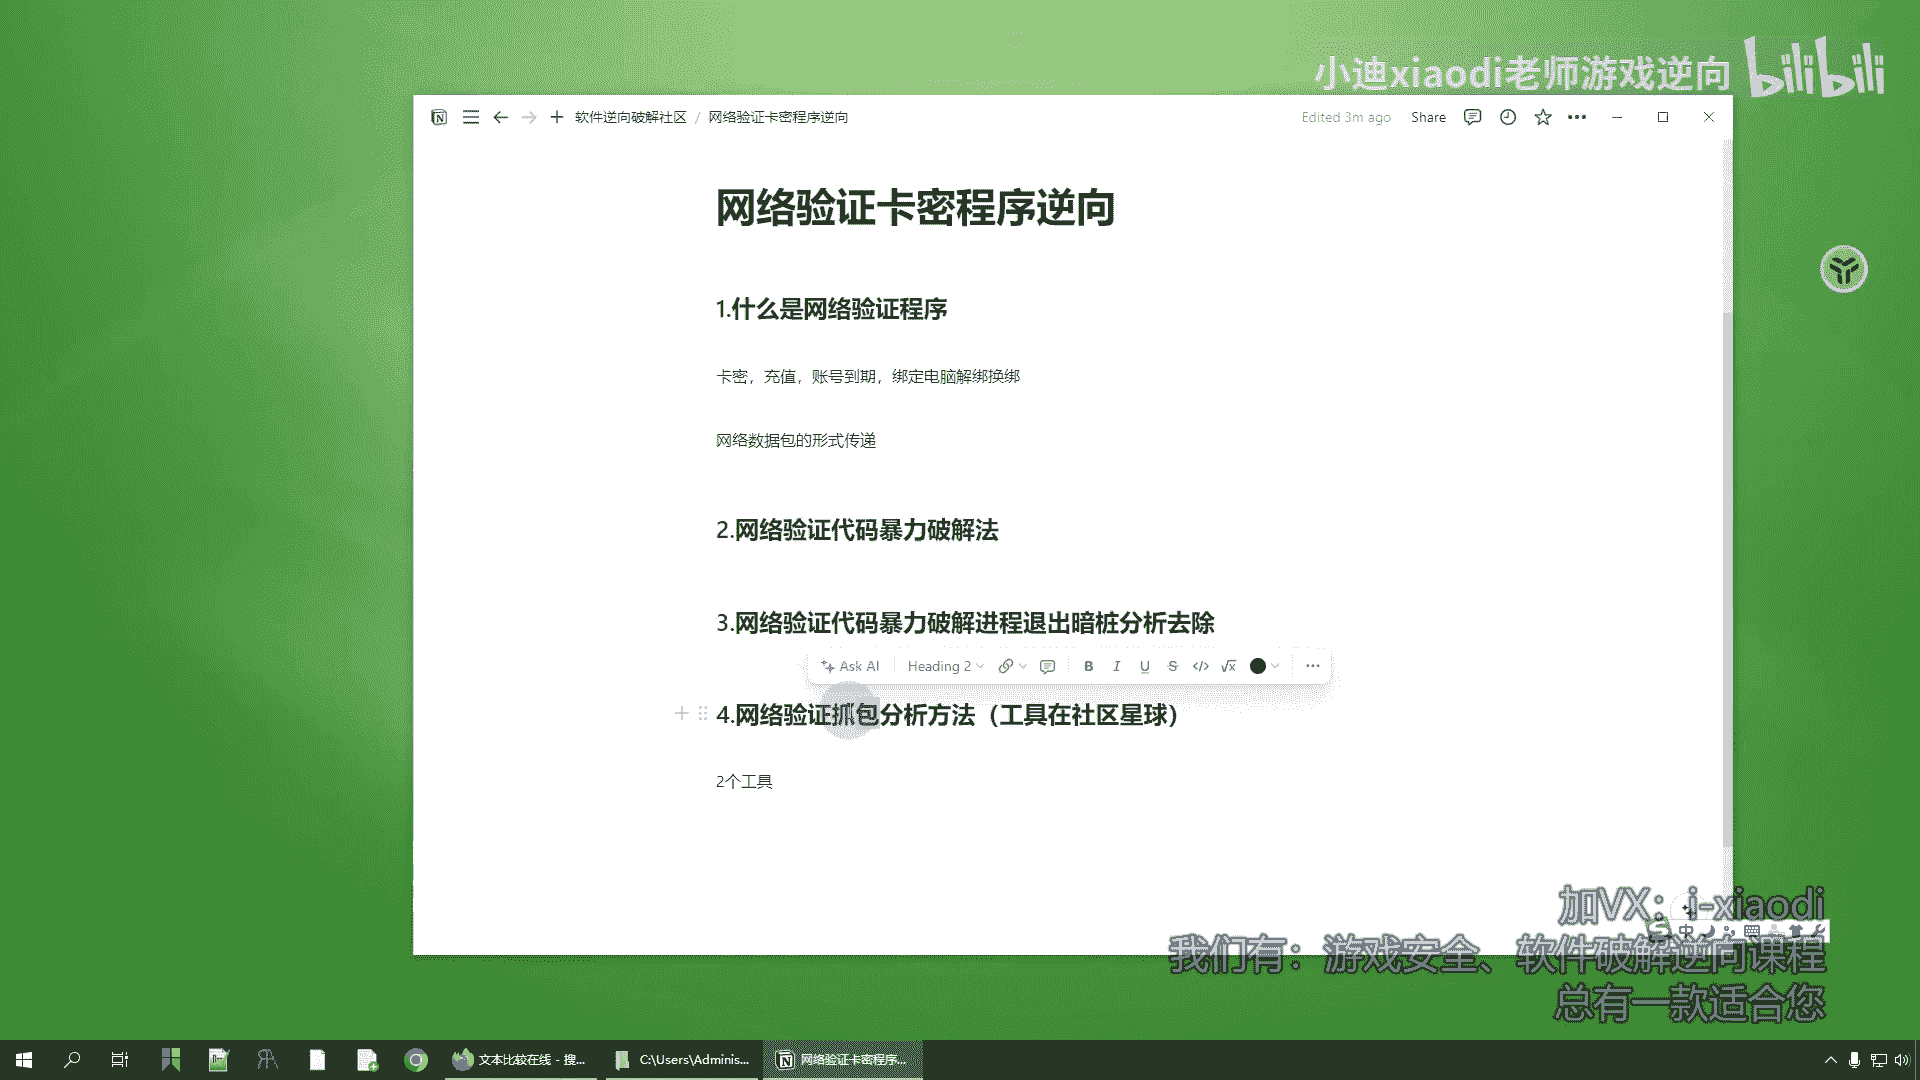 小迪xiaodi老师游戏逆向 bilibili
软件逆向破解社区 / 网络验证卡密程序逆向
Edited 3m ago Share
网络验证卡密程序逆向
1.什么是网络验证程序
卡密，充值，账号到期，绑定电脑解绑换绑
网络数据包的形式传递
2.网络验证代码暴力破解法
3.网络验证代码暴力破解进程退出暗桩分析去除
Ask AI Heading 2 B I U S </> √x
4.网络验证抓包分析方法（工具在社区星球）
2个工具
加VX：i-xiaodi
中
我们有：游戏安全、软件破解逆向课程
总有一款适合您
文本比较在线 - 搜... C:\Users\Adminis... 网络验证卡密程序...